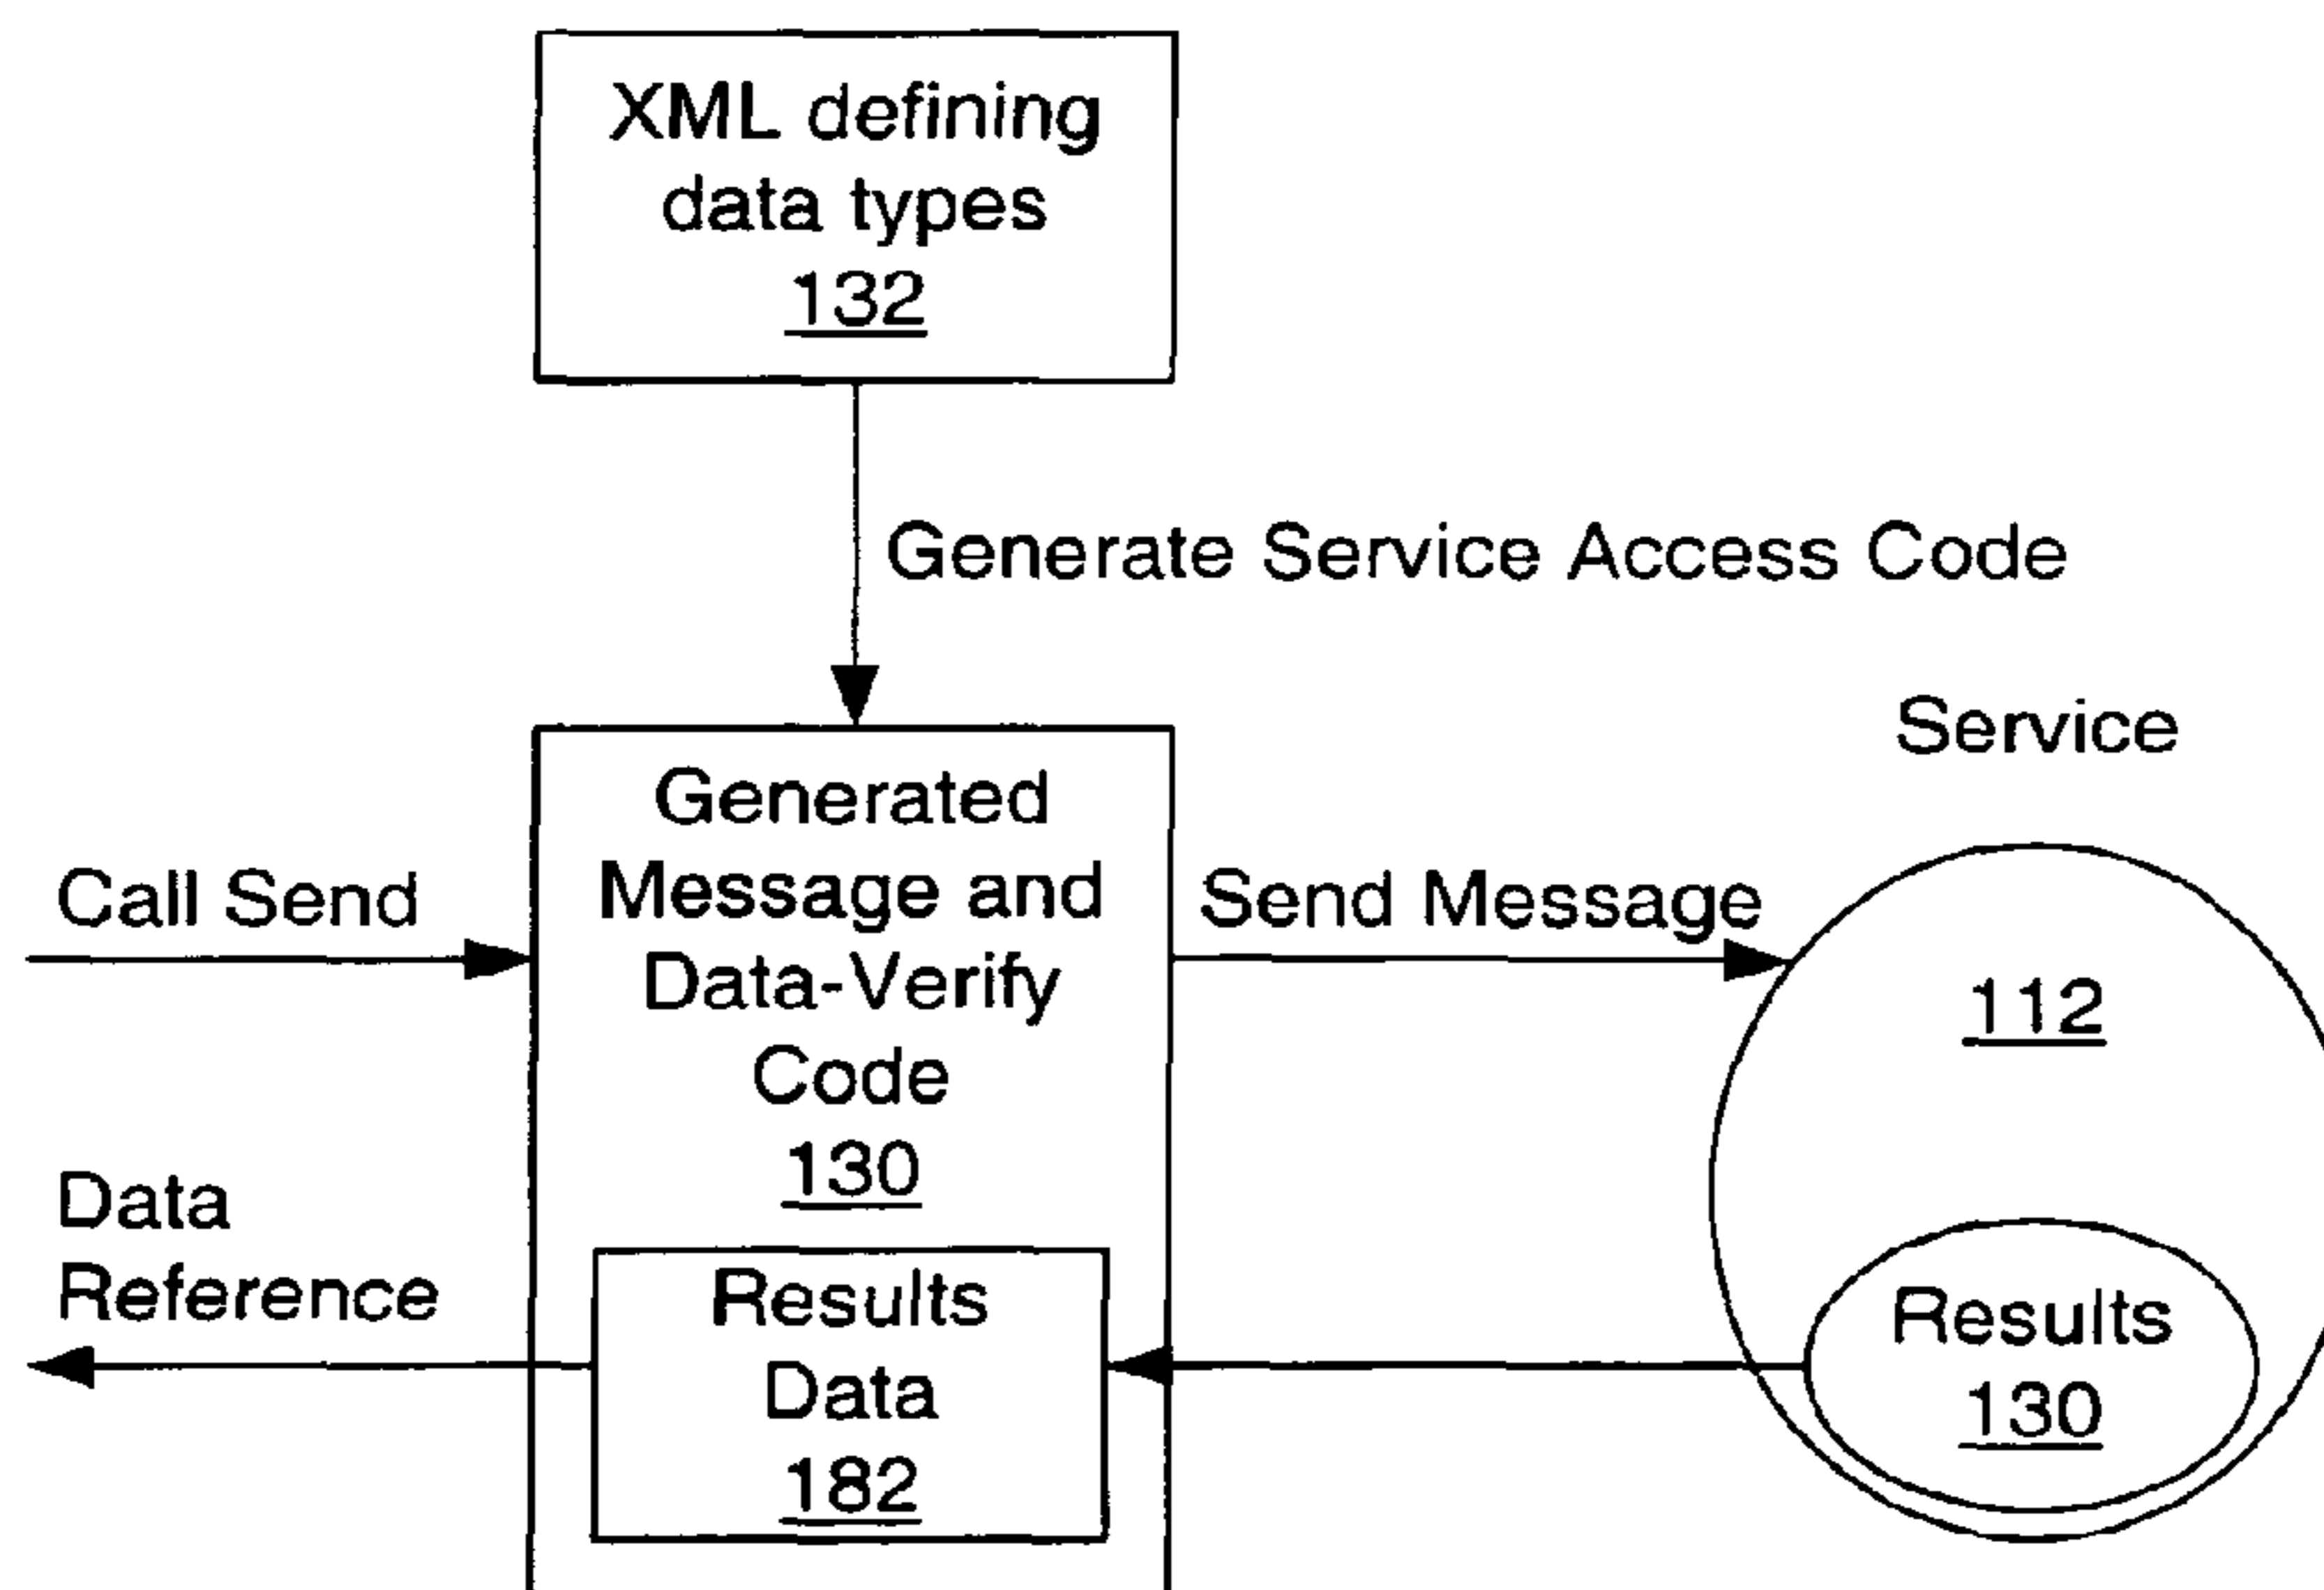 XML defining
data types
132
Generate Service Access Code
Service
Generated
Message and
Data-Verify
Code
130
Call Send
Send Message
112
Data
Reference
Results
Data
182
Results
130